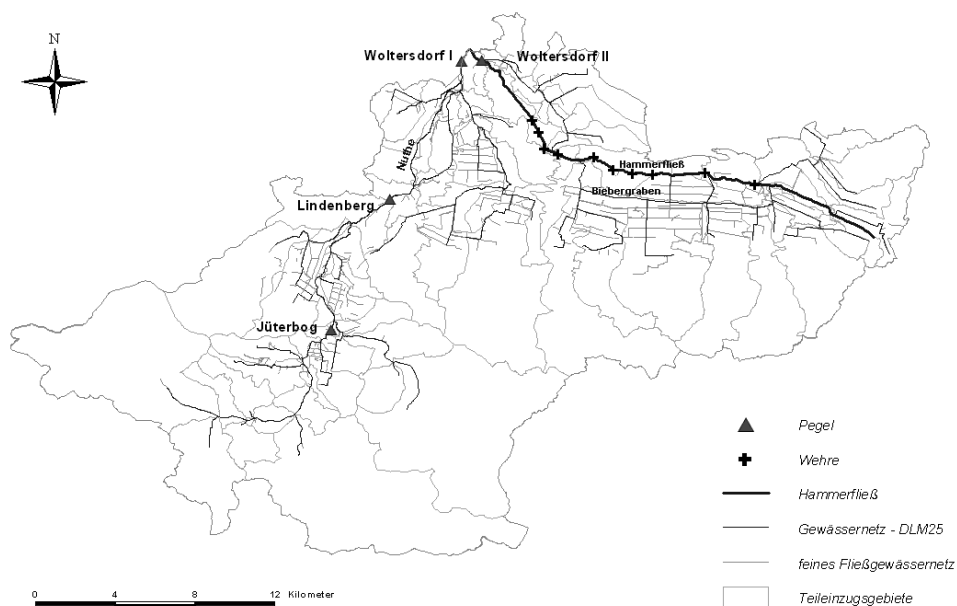 N
Woltersdorf I
Woltersdorf II
Nuthe
Hammerfließ
Biebergraben
Lindenberg
Jüterbog
Pegel
Wehre
Hammerfließ
Gewässernetz - DLM25
feines Fließgewässernetz
Teileinzugsgebiete
0 4 8 12 Kilometer